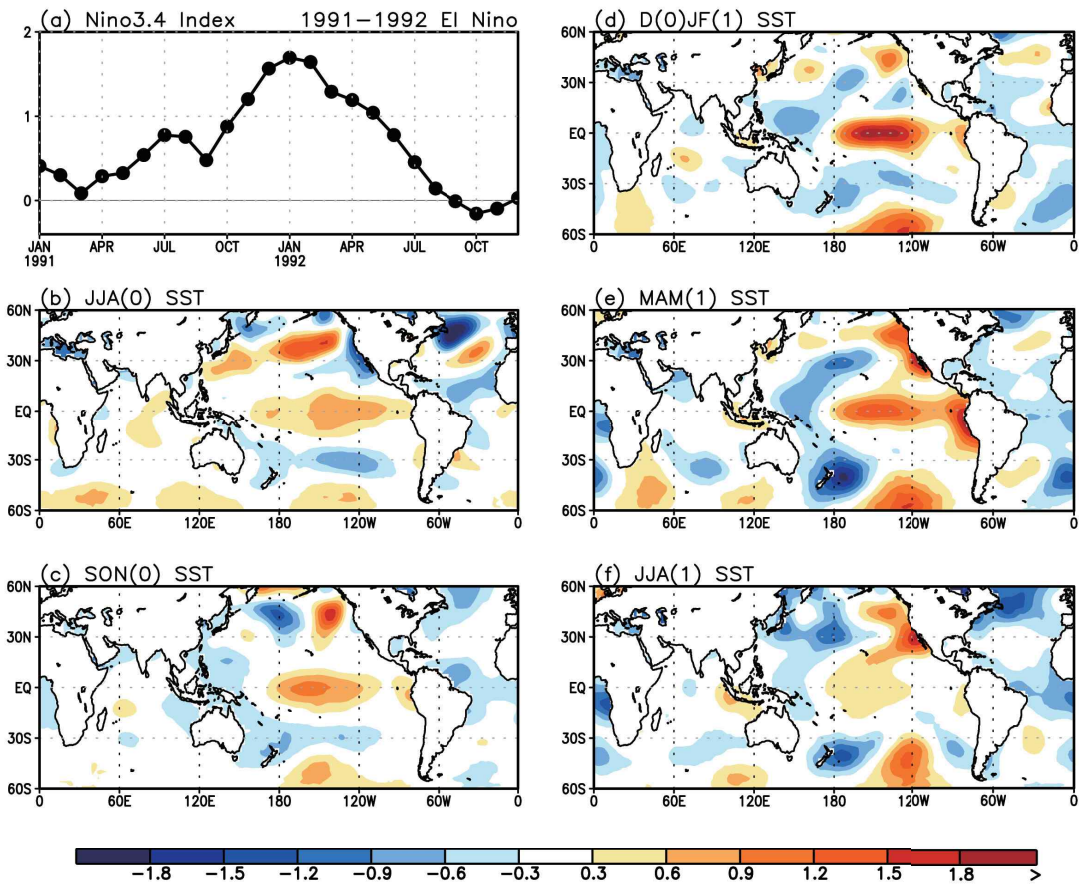 (a) Nino3.4 Index 1991−1992 El Nino
2
1
0
JAN APR JUL OCT JAN APR JUL OCT
1991 1992
(b) JJA(0) SST
60N
30N
EQ
30S
60S
0 60E 120E 180 120W 60W 0
(c) SON(0) SST
60N
30N
EQ
30S
60S
0 60E 120E 180 120W 60W 0
(d) D(0)JF(1) SST
60N
30N
EQ
30S
60S
0 60E 120E 180 120W 60W 0
(e) MAM(1) SST
60N
30N
EQ
30S
60S
0 60E 120E 180 120W 60W 0
(f) JJA(1) SST
60N
30N
EQ
30S
60S
0 60E 120E 180 120W 60W 0
−1.8 −1.5 −1.2 −0.9 −0.6 −0.3 0.3 0.6 0.9 1.2 1.5 1.8 >